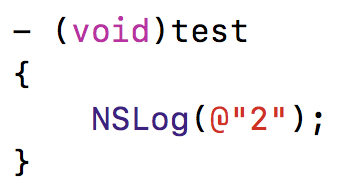 - (void)test
{
    NSLog(@"2");
}